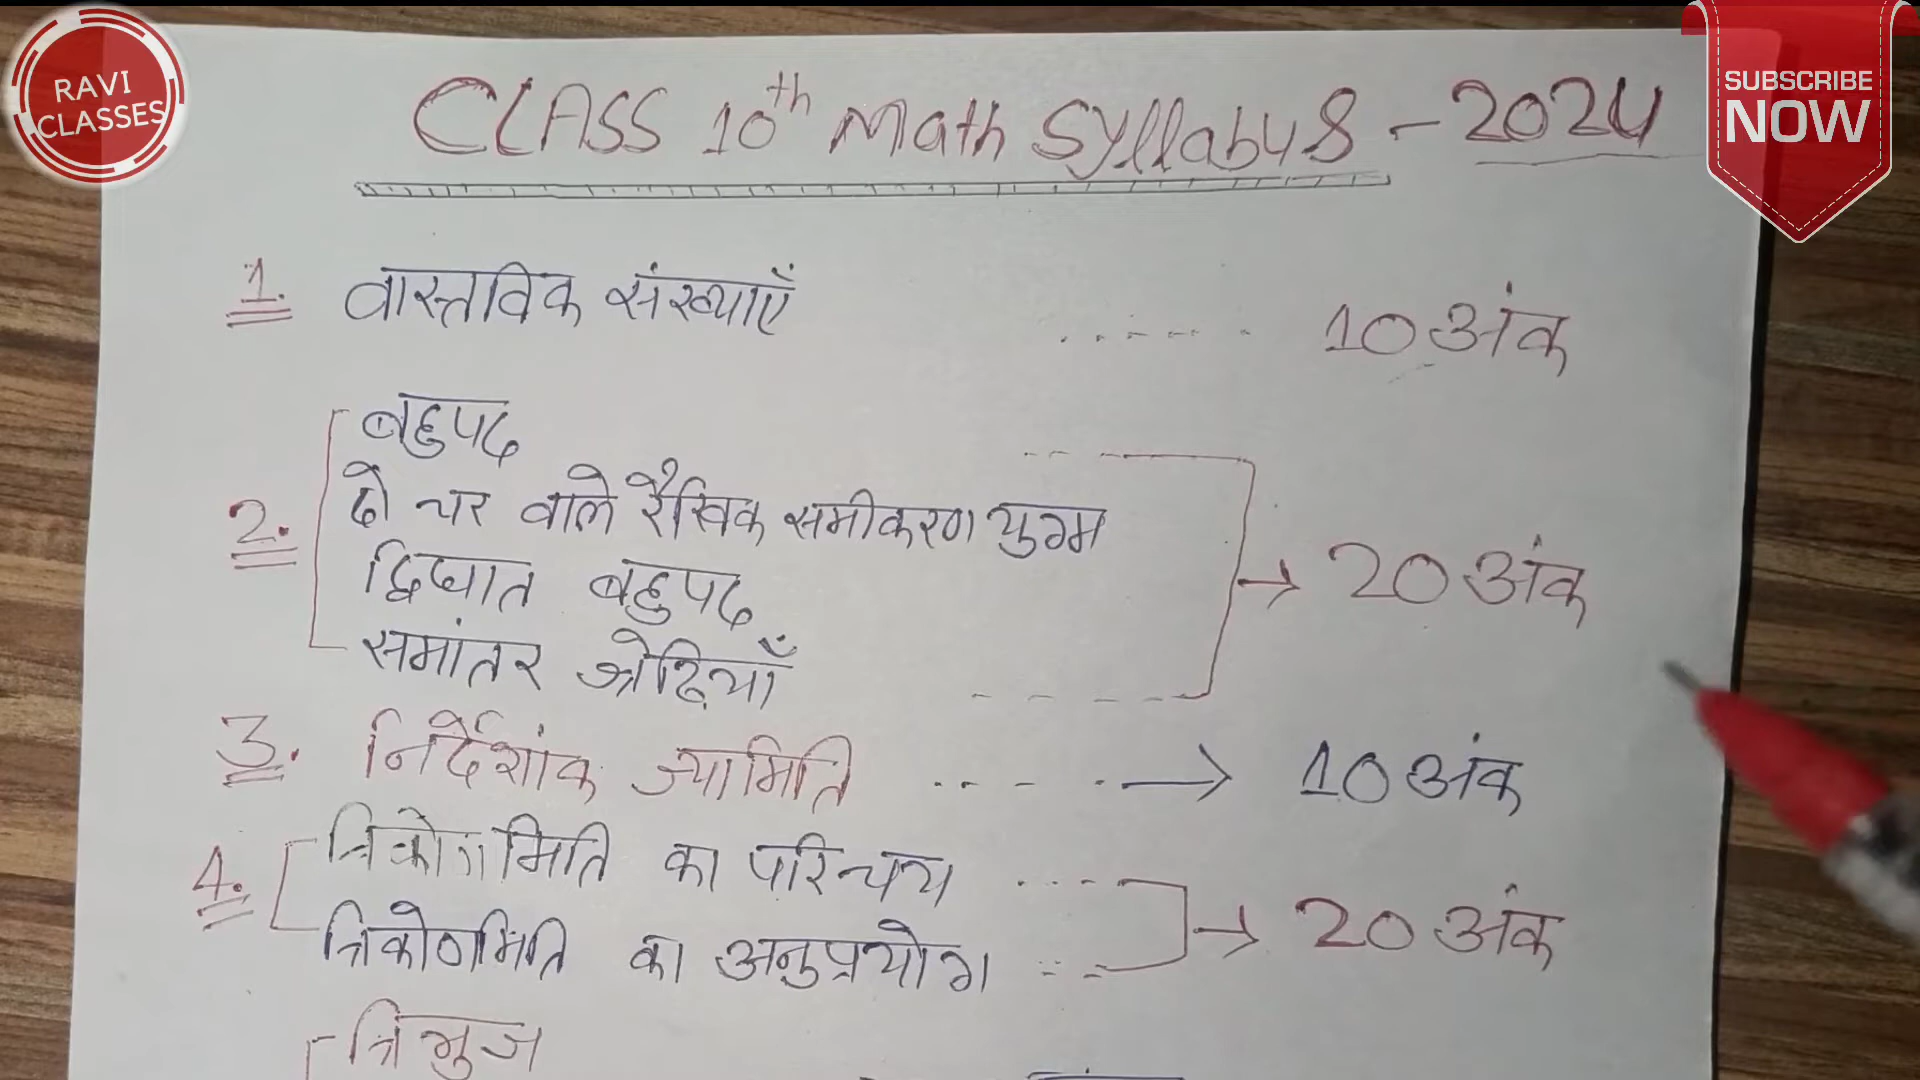 RAVI
CLASSES
SUBSCRIBE
NOW
CLASS 10th Math Syllabus - 2024
1. वास्तविक संख्याएँ ------ 10 अंक
बहुपद
2. दो चर वाले रैखिक समीकरण युग्म → 20 अंक
द्विघात बहुपद
समांतर श्रेढ़ियाँ
3. निर्देशांक ज्यामिति ---- → 10 अंक
4. त्रिकोणमिति का परिचय → 20 अंक
त्रिकोणमिति का अनुप्रयोग
त्रिभुज